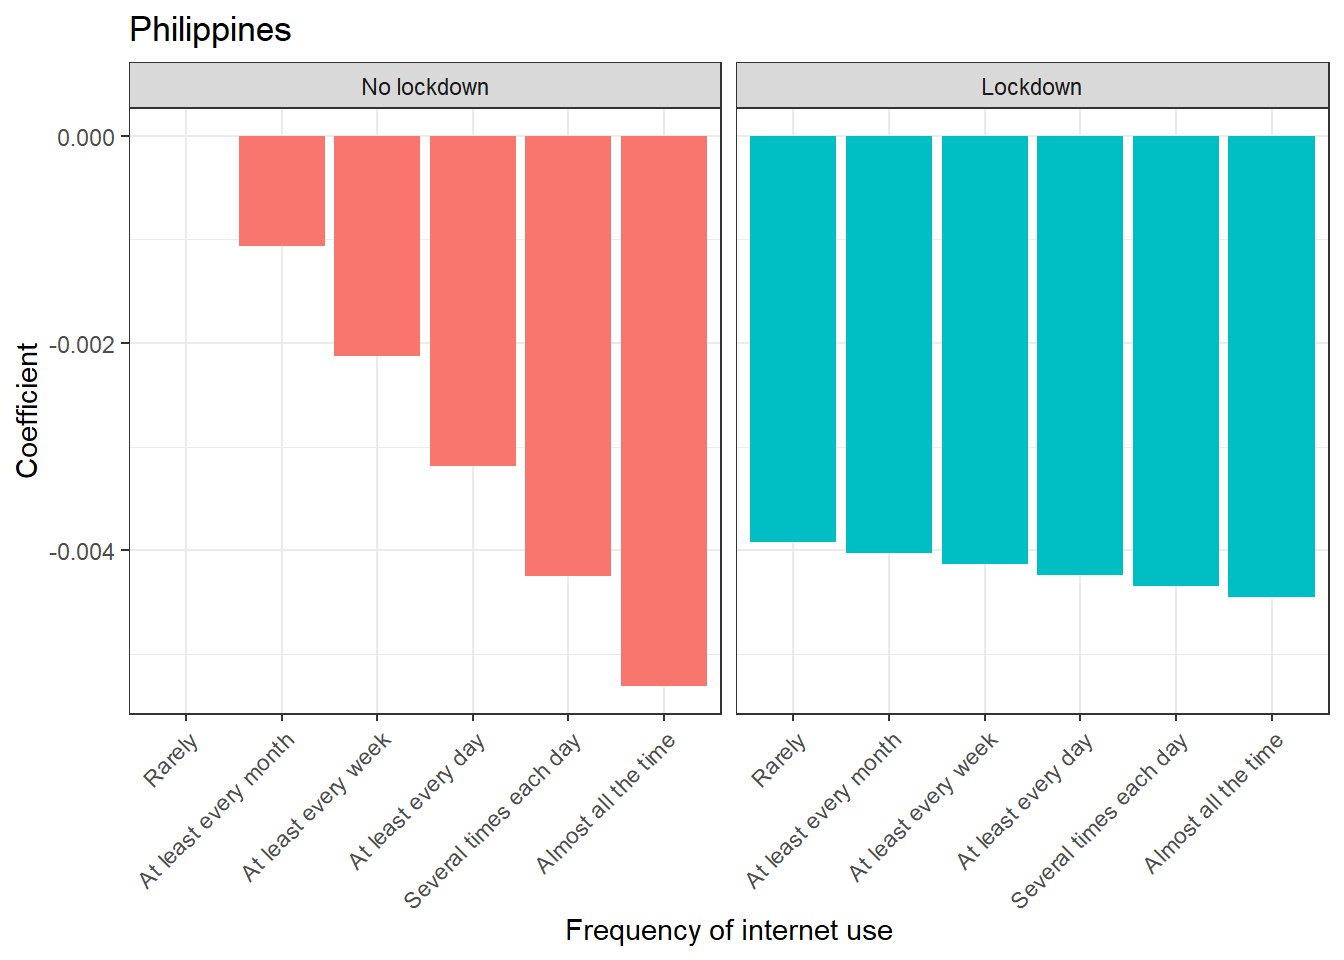 Philippines
No lockdown
Lockdown
Coefficient
0.000
-0.002
-0.004
Rarely
At least every month
At least every week
At least every day
Several times each day
Almost all the time
Rarely
At least every month
At least every week
At least every day
Several times each day
Almost all the time
Frequency of internet use